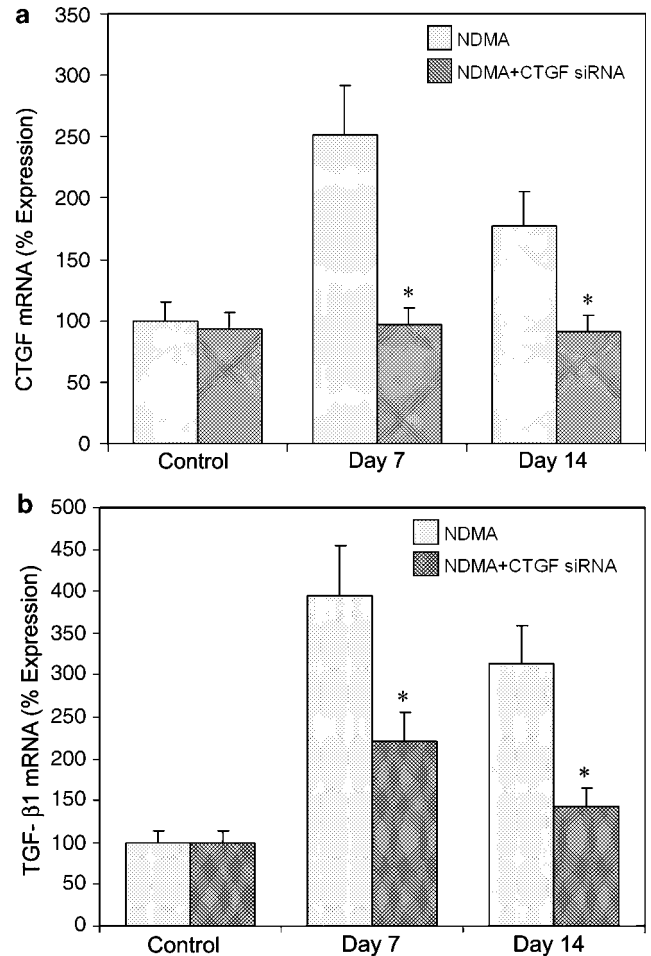 a
350
300
250
200
150
100
50
0
CTGF mRNA (% Expression)
NDMA
NDMA+CTGF siRNA
*
*
Control
Day 7
Day 14
b
500
450
400
350
300
250
200
150
100
50
0
TGF- β1 mRNA (% Expression)
NDMA
NDMA+CTGF siRNA
*
*
Control
Day 7
Day 14